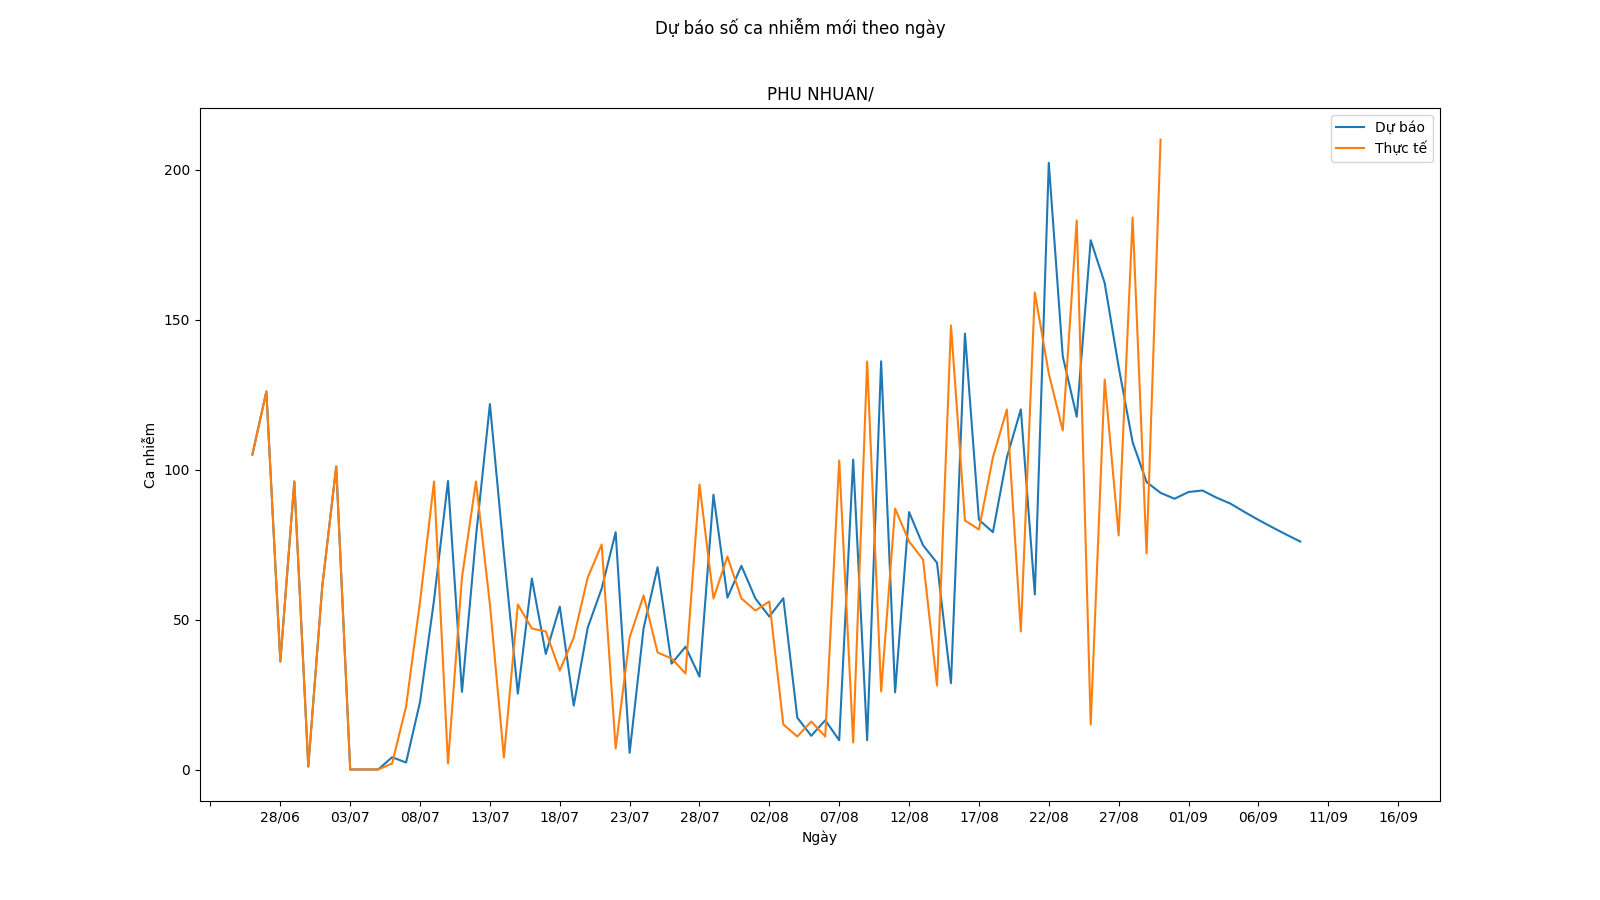 Dự báo số ca nhiễm mới theo ngày
PHU NHUAN/
Dự báo
Thực tế
Ca nhiễm
200
150
100
50
0
28/06 03/07 08/07 13/07 18/07 23/07 28/07 02/08 07/08 12/08 17/08 22/08 27/08 01/09 06/09 11/09 16/09
Ngày